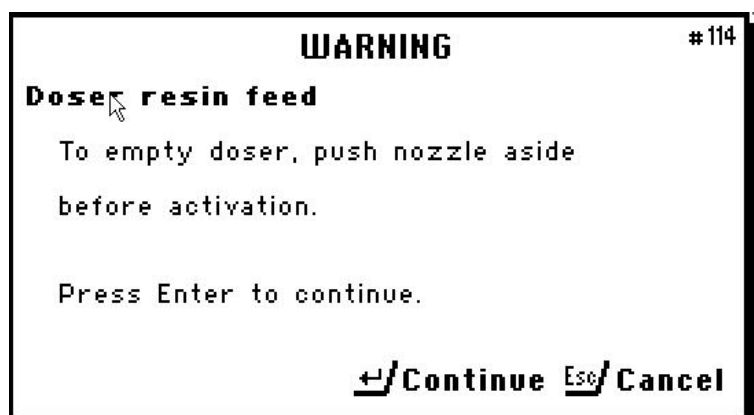 WARNING
#114
Doser resin feed
To empty doser, push nozzle aside
before activation.
Press Enter to continue.
↵/Continue Esc/Cancel